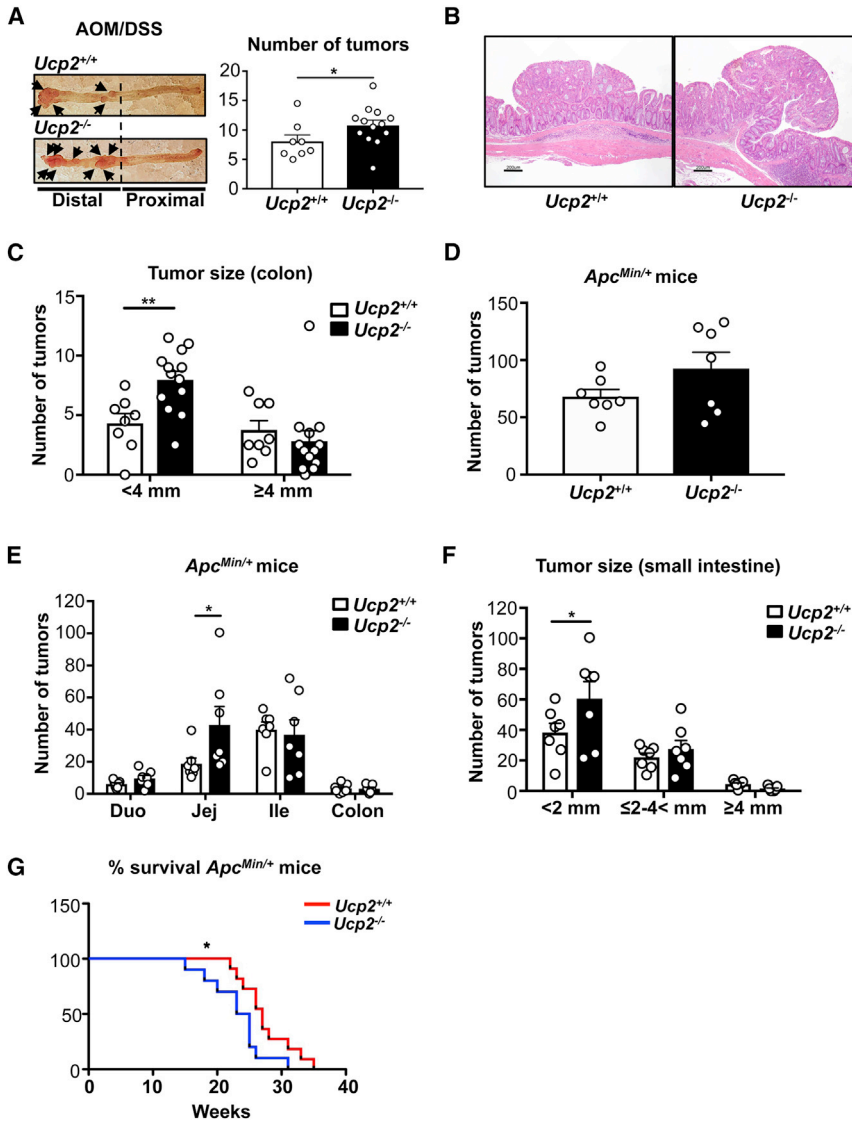 A
AOM/DSS
Ucp2+/+
Ucp2-/-
Distal Proximal
Number of tumors
*
20
15
10
5
0
Ucp2+/+ Ucp2-/-
B
200um 200um
Ucp2+/+ Ucp2-/-
C
Tumor size (colon)
Number of tumors
15
10
5
0
**
Ucp2+/+
Ucp2-/-
<4 mm ≥4 mm
D
ApcMin/+ mice
Number of tumors
150
100
50
0
Ucp2+/+ Ucp2-/-
E
ApcMin/+ mice
Number of tumors
120
100
80
60
40
20
0
*
Ucp2+/+
Ucp2-/-
Duo Jej Ile Colon
F
Tumor size (small intestine)
Number of tumors
120
100
80
60
40
20
0
*
Ucp2+/+
Ucp2-/-
<2 mm ≤2-4< mm ≥4 mm
G
% survival ApcMin/+ mice
150
100
100-50
0
*
Ucp2+/+
Ucp2-/-
0 10 20 30 40
Weeks